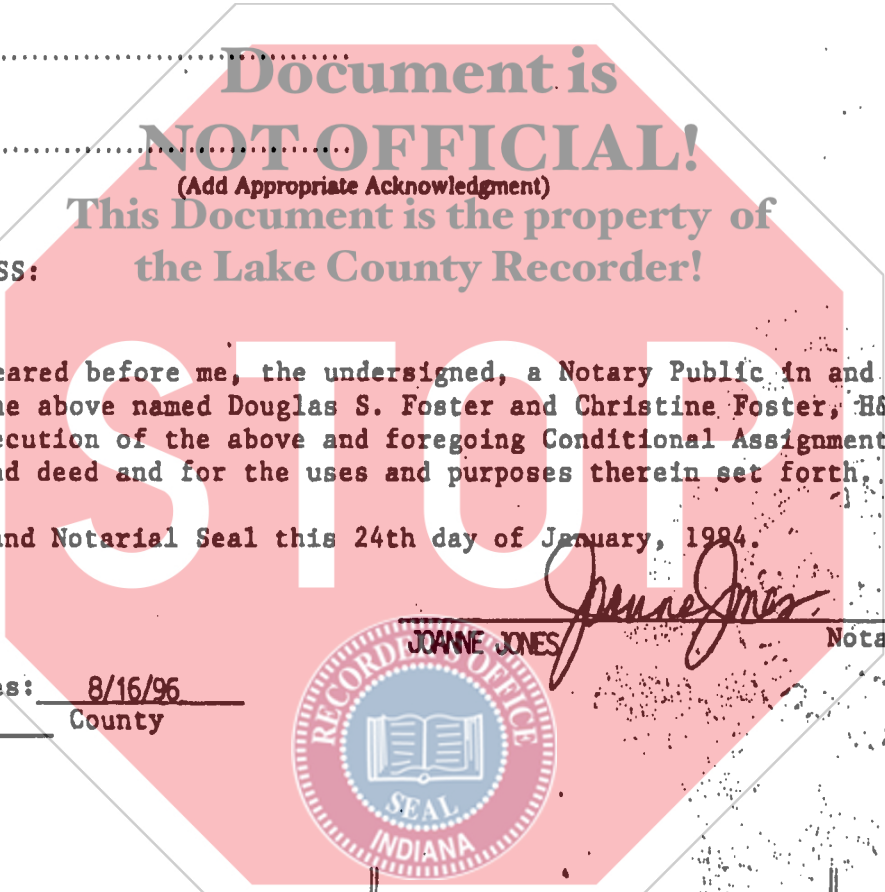 Document is
NOT OFFICIAL!
(Add Appropriate Acknowledgment)
This Document is the property of
the Lake County Recorder!
SS:
STOP
eared before me, the undersigned, a Notary Public in and
he above named Douglas S. Foster and Christine Foster, H&
ecution of the above and foregoing Conditional Assignment
nd deed and for the uses and purposes therein set forth.
and Notarial Seal this 24th day of January, 1994.
Joanne Jones
JOANNE JONES Nota
es: 8/16/96
County
RECORDER'S OFFICE
SEAL
INDIANA